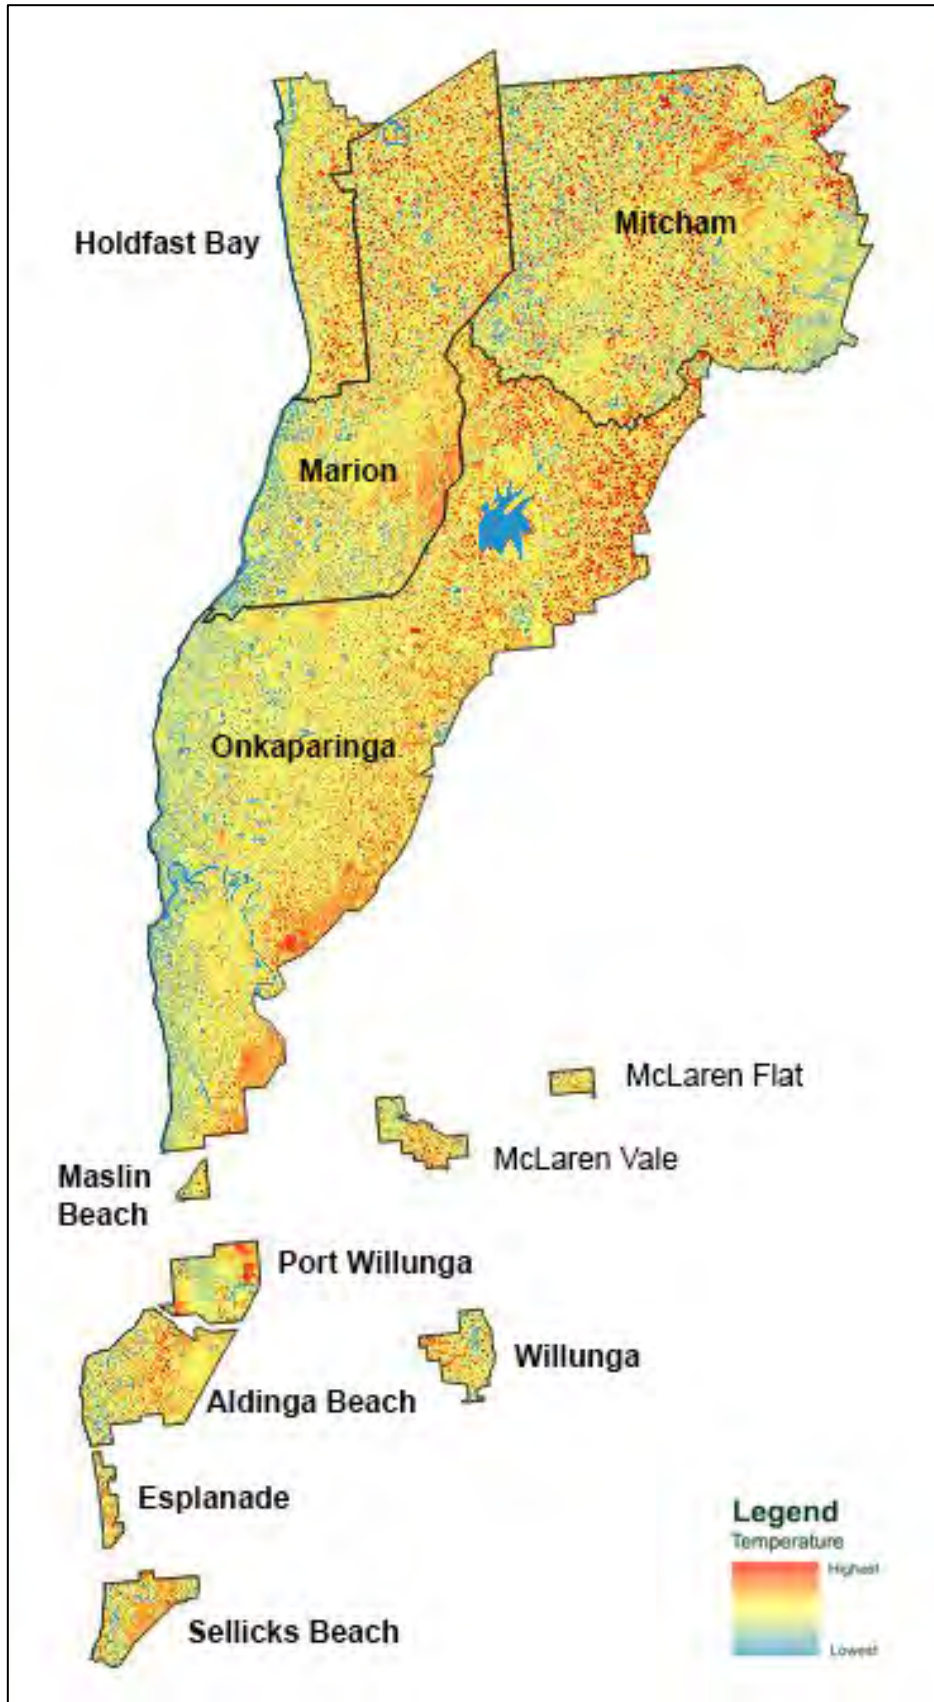 Mitcham
Holdfast Bay
Marion
Onkaparinga
McLaren Flat
McLaren Vale
Maslin
Beach
Port Willunga
Willunga
Aldinga Beach
Esplanade
Sellicks Beach
Legend
Temperature
Highest
Lowest